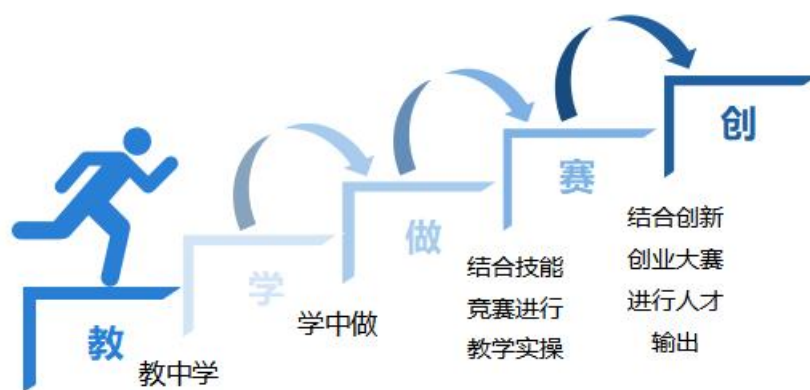 教
教中学
学
学中做
做
赛
结合技能
竞赛进行
教学实操
创
结合创新
创业大赛
进行人才
输出